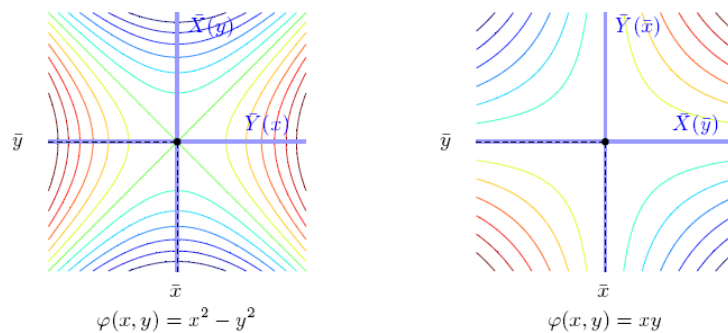 X̄(y)
Ȳ(x)
ȳ
x̄
φ(x, y) = x² − y²
Ȳ(x̄)
X̄(ȳ)
ȳ
x̄
φ(x, y) = xy